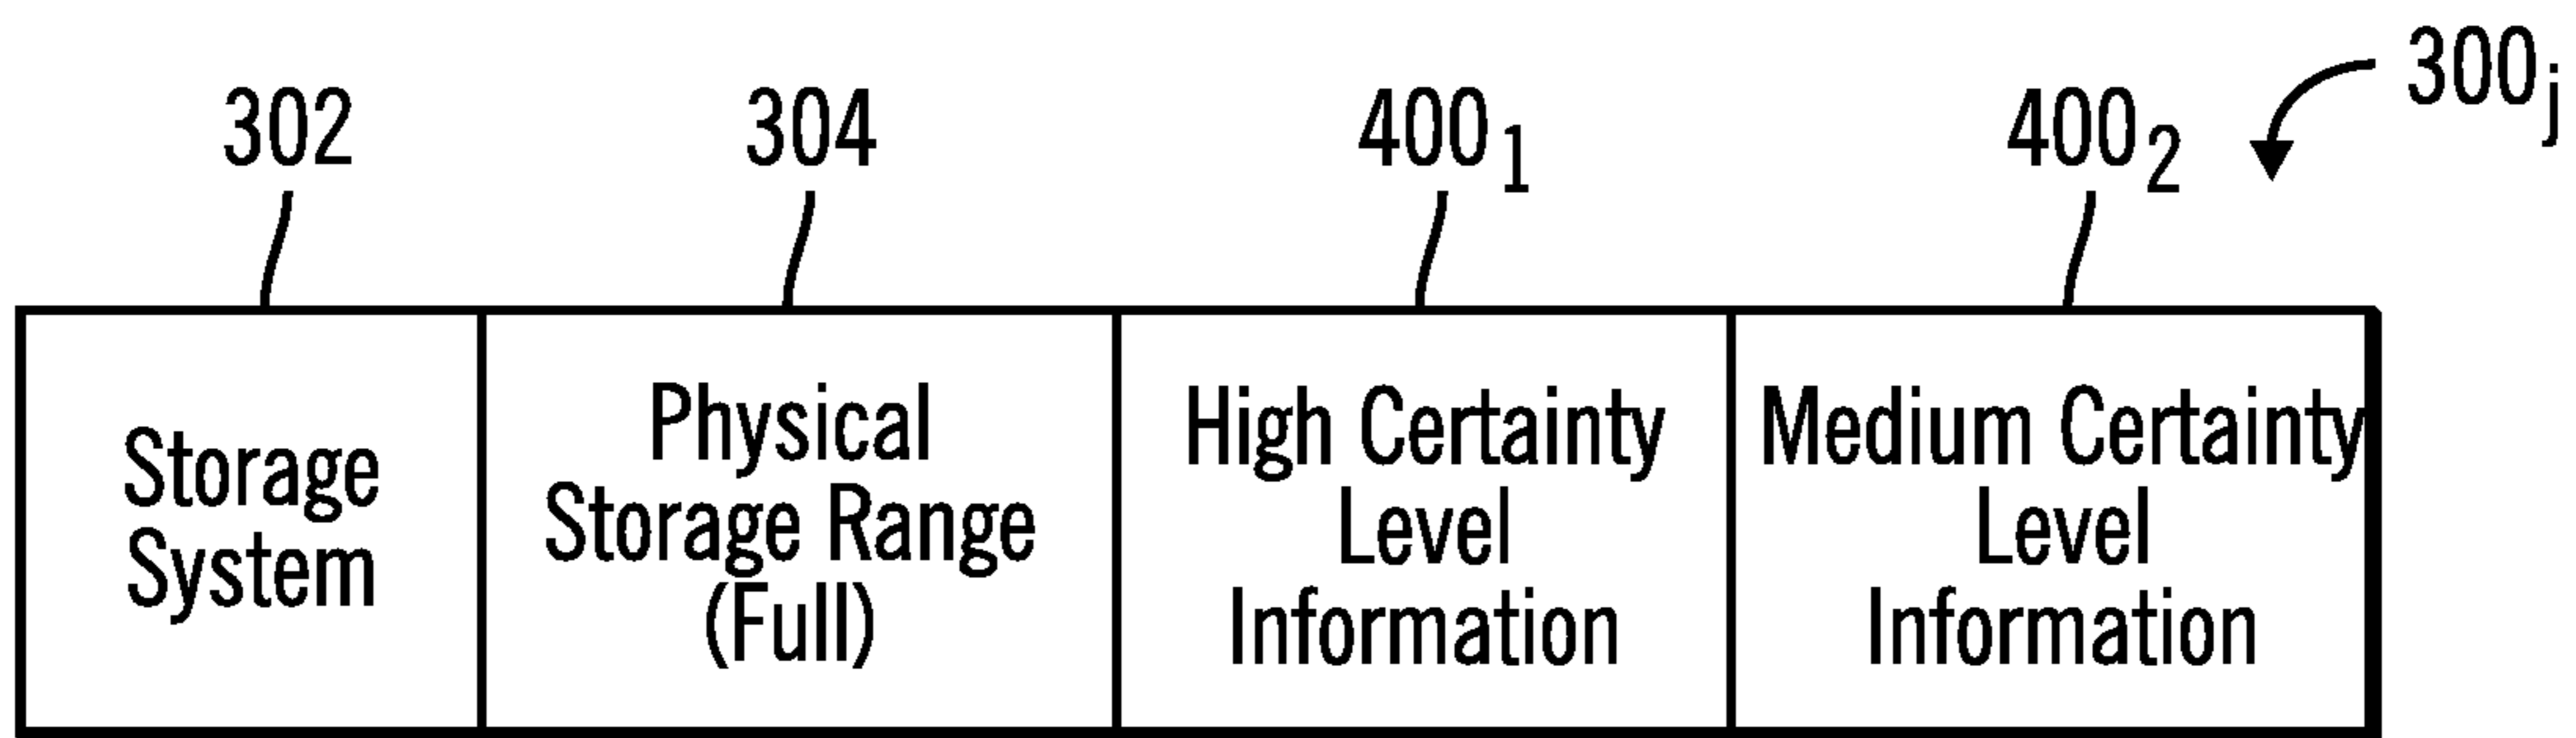 300j
302 304 400₁ 400₂
Storage
System
Physical
Storage Range
(Full)
High Certainty
Level
Information
Medium Certainty
Level
Information